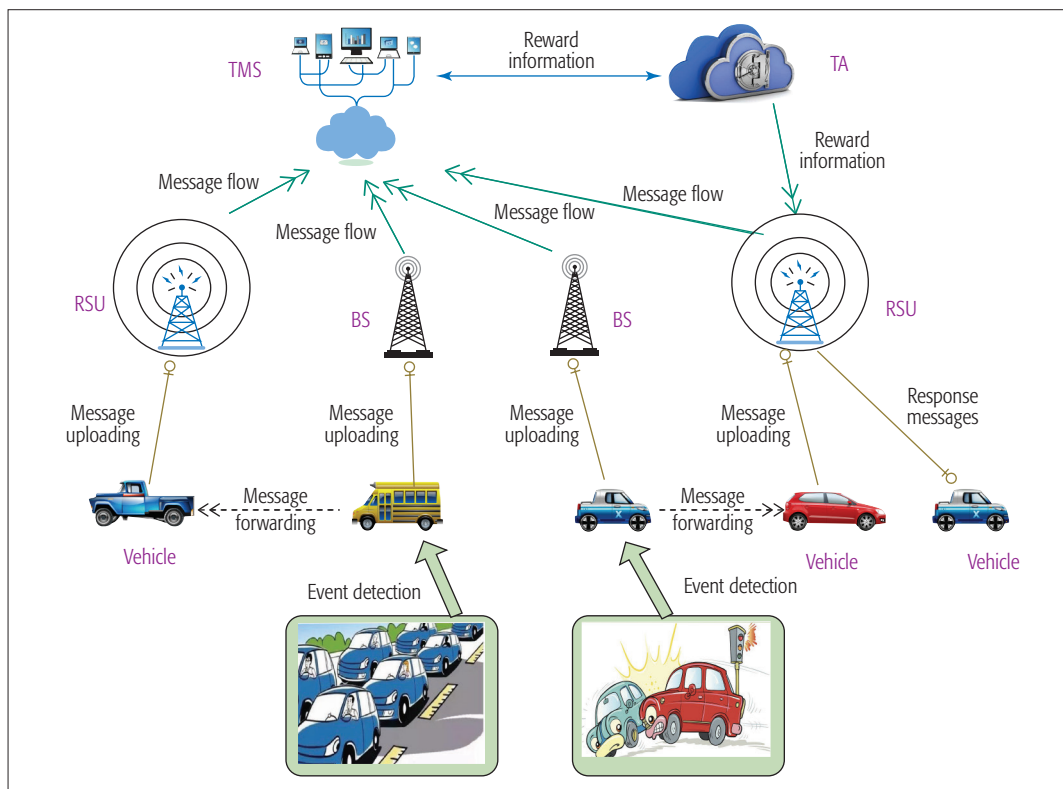 TMS
Reward
information
TA
Reward
information
Message flow
Message flow
Message flow
Message flow
RSU
BS
BS
RSU
Message
uploading
Message
uploading
Message
uploading
Message
uploading
Response
messages
Message
forwarding
Message
forwarding
Vehicle
Vehicle
Vehicle
Event detection
Event detection